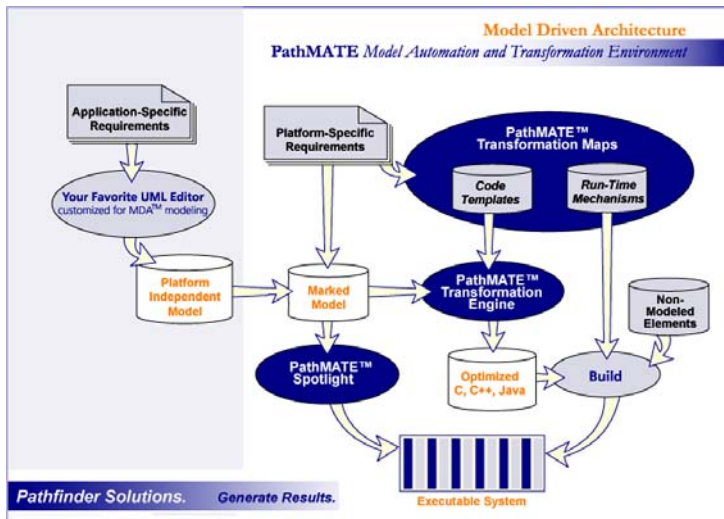 Model Driven Architecture
PathMATE Model Automation and Transformation Environment
Application-Specific
Requirements
Platform-Specific
Requirements
PathMATE™
Transformation Maps
Code
Templates
Run-Time
Mechanisms
Your Favorite UML Editor
customized for MDA™ modeling
Platform
Independent
Model
Marked
Model
PathMATE™
Transformation
Engine
Non-
Modeled
Elements
PathMATE™
Spotlight
Optimized
C, C++, Java
Build
Executable System
Pathfinder Solutions. Generate Results.